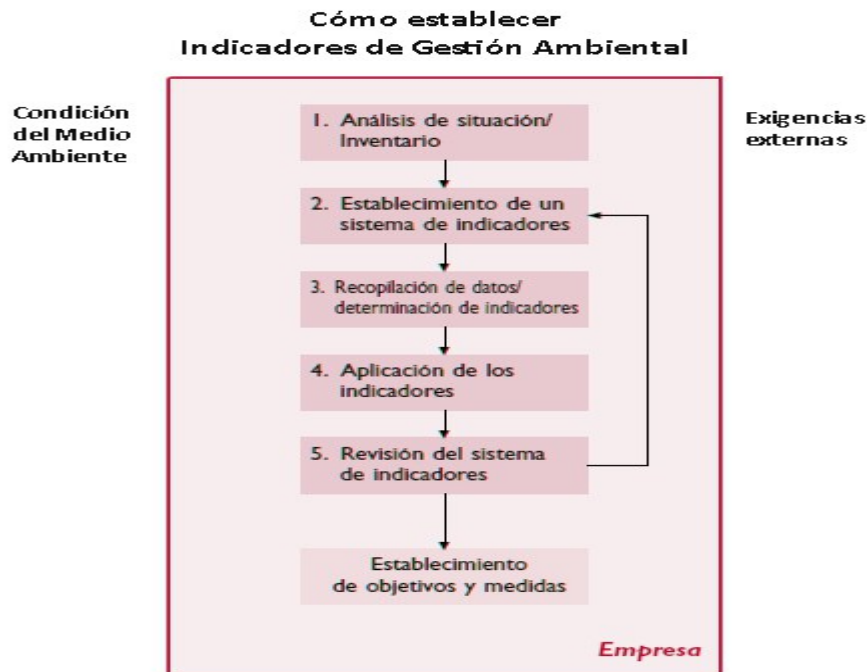 Cómo establecer
Indicadores de Gestión Ambiental
Condición
del Medio
Ambiente
Exigencias
externas
1. Análisis de situación/
Inventario
2. Establecimiento de un
sistema de indicadores
3. Recopilación de datos/
determinación de indicadores
4. Aplicación de los
indicadores
5. Revisión del sistema
de indicadores
Establecimiento
de objetivos y medidas
Empresa